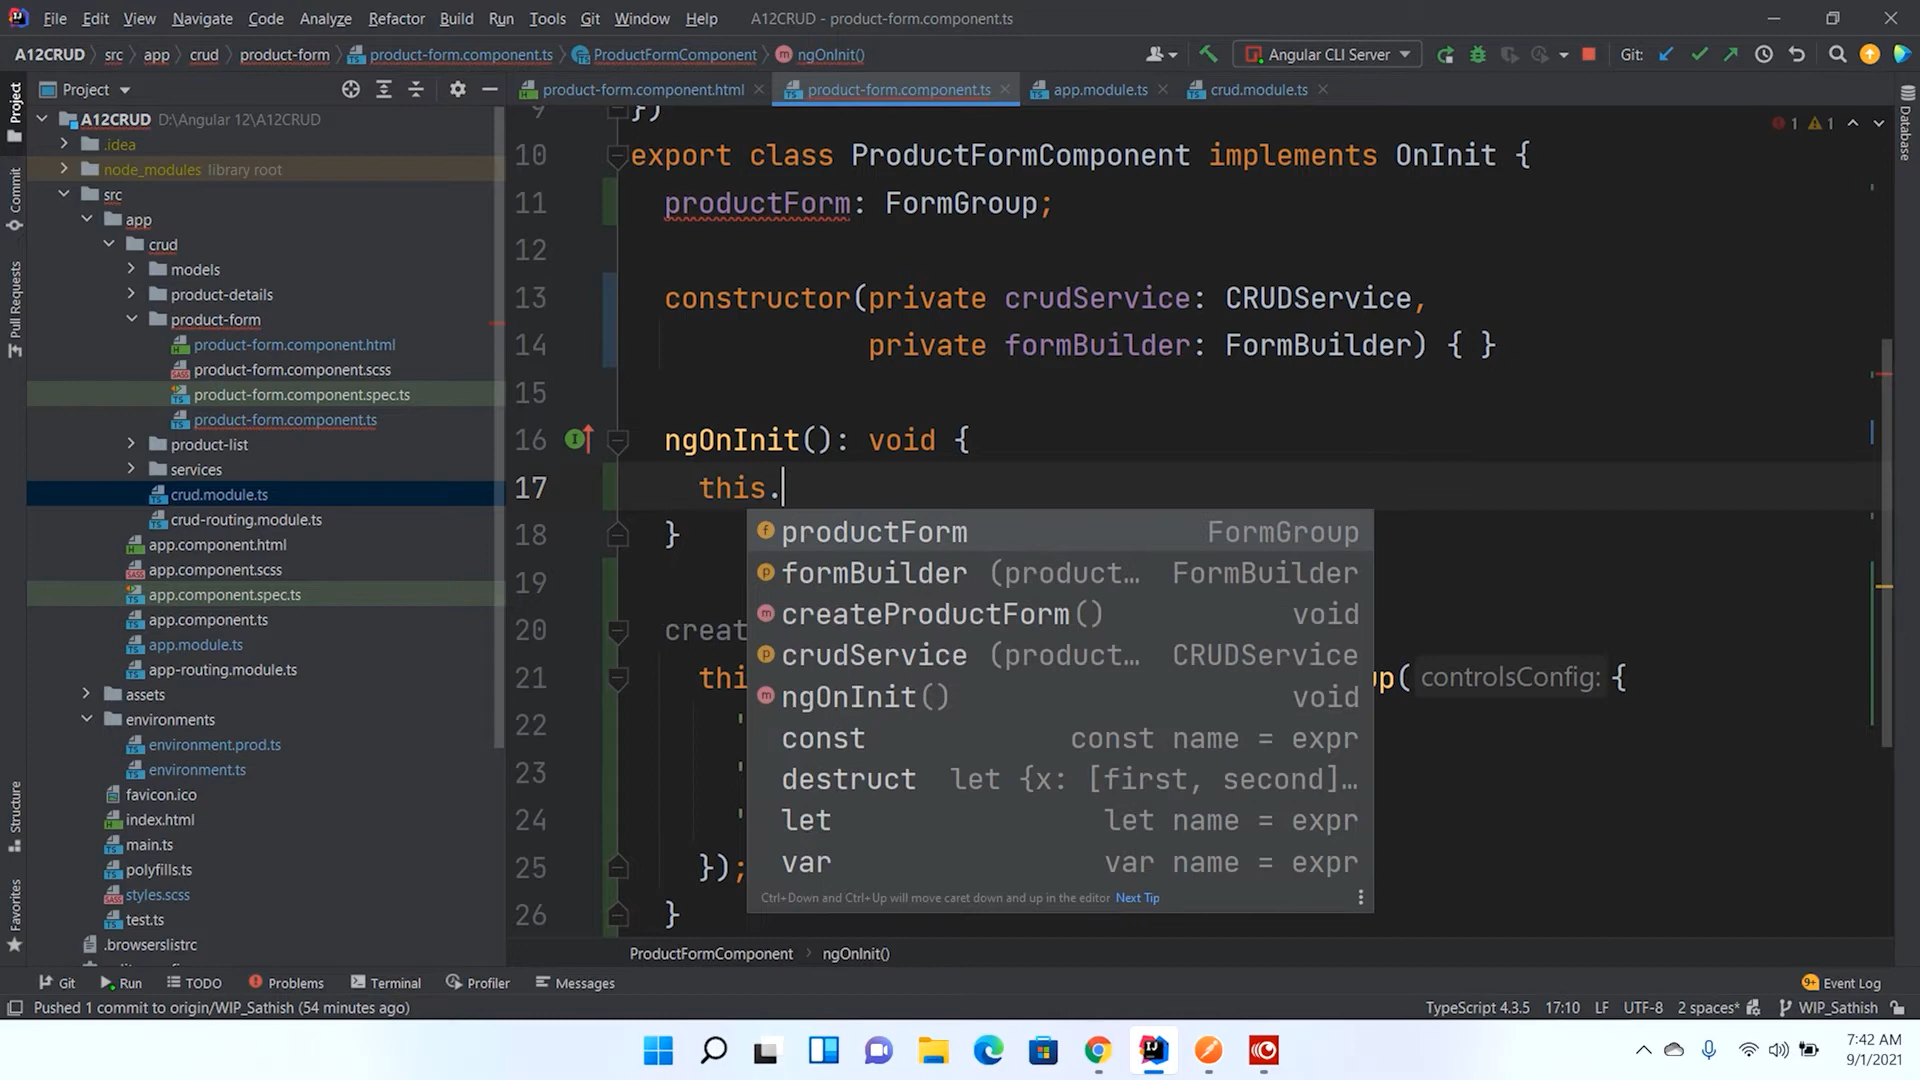 File Edit View Navigate Code Analyze Refactor Build Run Tools Git Window Help A12CRUD - product-form.component.ts
A12CRUD src app crud product-form product-form.component.ts ProductFormComponent ngOnInit() Angular CLI Server Git:
Project product-form.component.html product-form.component.ts app.module.ts crud.module.ts
Project
Commit
Pull Requests
Structure
Favorites
Database
A12CRUD D:\Angular 12\A12CRUD
.idea
node_modules library root
src
app
crud
models
product-details
product-form
product-form.component.html
product-form.component.scss
product-form.component.spec.ts
product-form.component.ts
product-list
services
crud.module.ts
crud-routing.module.ts
app.component.html
app.component.scss
app.component.spec.ts
app.component.ts
app.module.ts
app-routing.module.ts
assets
environments
environment.prod.ts
environment.ts
favicon.ico
index.html
main.ts
polyfills.ts
styles.scss
test.ts
.browserslistrc
1 1
9 })
10 export class ProductFormComponent implements OnInit {
11 productForm: FormGroup;
12
13 constructor(private crudService: CRUDService,
14 private formBuilder: FormBuilder) { }
15
16 ngOnInit(): void {
17 this.
18 }
19
20 creat
21 thi up( controlsConfig: {
22 '
23 '
24 '
25 });
26 }
productForm FormGroup
formBuilder (product... FormBuilder
createProductForm() void
crudService (product... CRUDService
ngOnInit() void
const const name = expr
destruct let {x: [first, second]...
let let name = expr
var var name = expr
Ctrl+Down and Ctrl+Up will move caret down and up in the editor Next Tip
ProductFormComponent ngOnInit()
Git Run TODO Problems Terminal Profiler Messages 9+ Event Log
Pushed 1 commit to origin/WIP_Sathish (54 minutes ago) TypeScript 4.3.5 17:10 LF UTF-8 2 spaces* WIP_Sathish
7:42 AM
9/1/2021